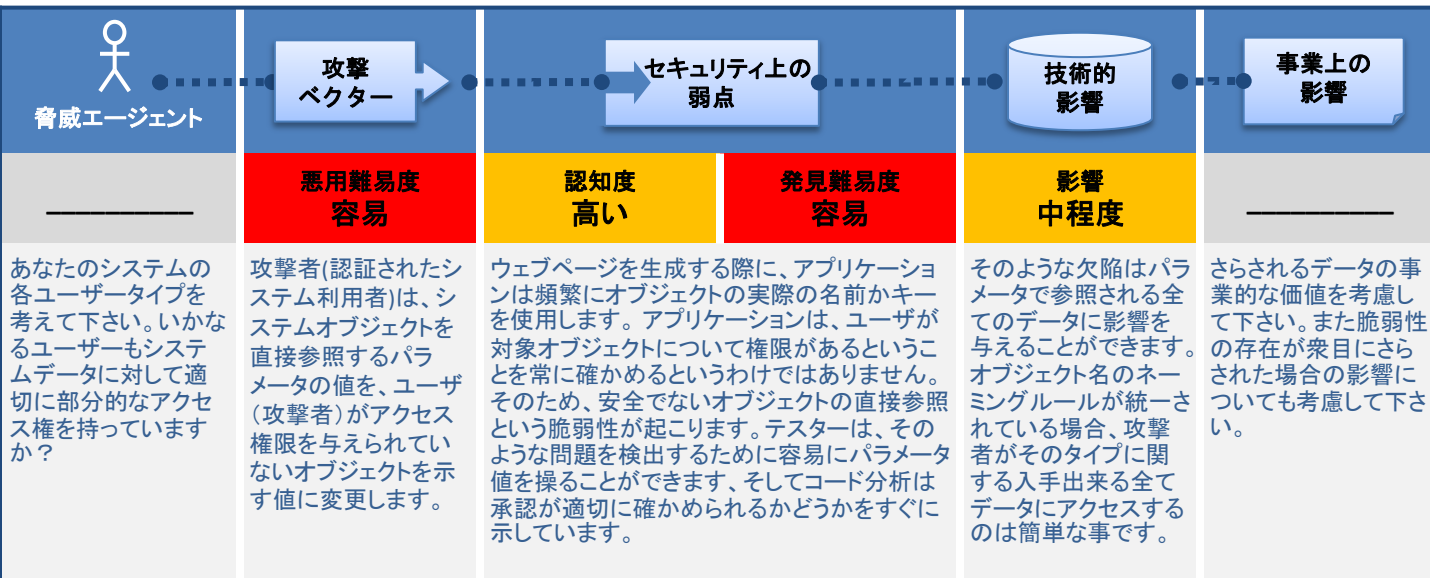 脅威エージェント
攻撃
ベクター
セキュリティ上の
弱点
技術的
影響
事業上の
影響
__________
悪用難易度
容易
認知度
高い
発見難易度
容易
影響
中程度
__________
あなたのシステムの
各ユーザータイプを
考えて下さい。いかな
るユーザーもシステ
ムデータに対して適
切に部分的なアクセ
ス権を持っています
か？
攻撃者(認証されたシ
ステム利用者)は、シ
ステムオブジェクトを
直接参照するパラ
メータの値を、ユーザ
（攻撃者）がアクセス
権限を与えられてい
ないオブジェクトを示
す値に変更します。
ウェブページを生成する際に、アプリケーショ
ンは頻繁にオブジェクトの実際の名前かキー
を使用します。アプリケーションは、ユーザが
対象オブジェクトについて権限があるというこ
とを常に確かめるというわけではありません。
そのため、安全でないオブジェクトの直接参照
という脆弱性が起こります。テスターは、その
ような問題を検出するために容易にパラメータ
値を操ることができます、そしてコード分析は
承認が適切に確かめられるかどうかをすぐに
示しています。
そのような欠陥はパラ
メータで参照される全
てのデータに影響を
与えることができます。
オブジェクト名のネー
ミングルールが統一さ
れている場合、攻撃
者がそのタイプに関
する入手出来る全て
データにアクセスする
のは簡単な事です。
さらされるデータの事
業的な価値を考慮し
て下さい。また脆弱性
の存在が衆目にさら
された場合の影響に
ついても考慮して下さ
い。